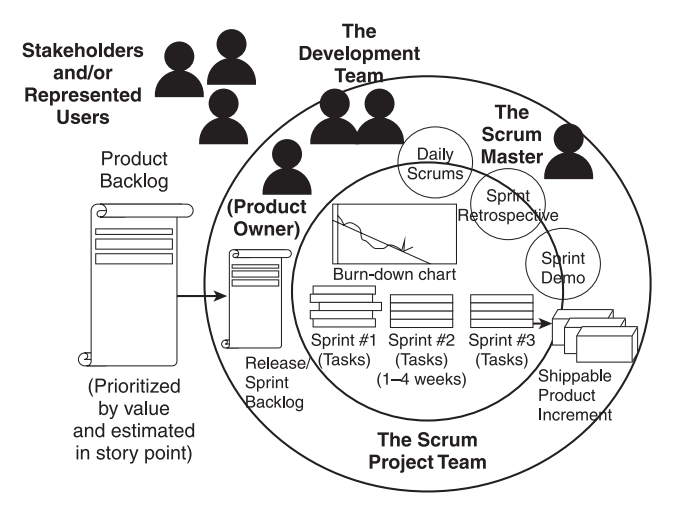 Stakeholders
and/or
Represented
Users
The
Development
Team
The
Scrum
Master
Product
Backlog
Daily
Scrums
(Product
Owner)
Sprint
Retrospective
Sprint
Demo
Burn-down chart
Sprint #1
(Tasks)
Sprint #2
(Tasks)
(1–4 weeks)
Sprint #3
(Tasks)
Release/
Sprint
Backlog
Shippable
Product
Increment
(Prioritized
by value
and estimated
in story point)
The Scrum
Project Team